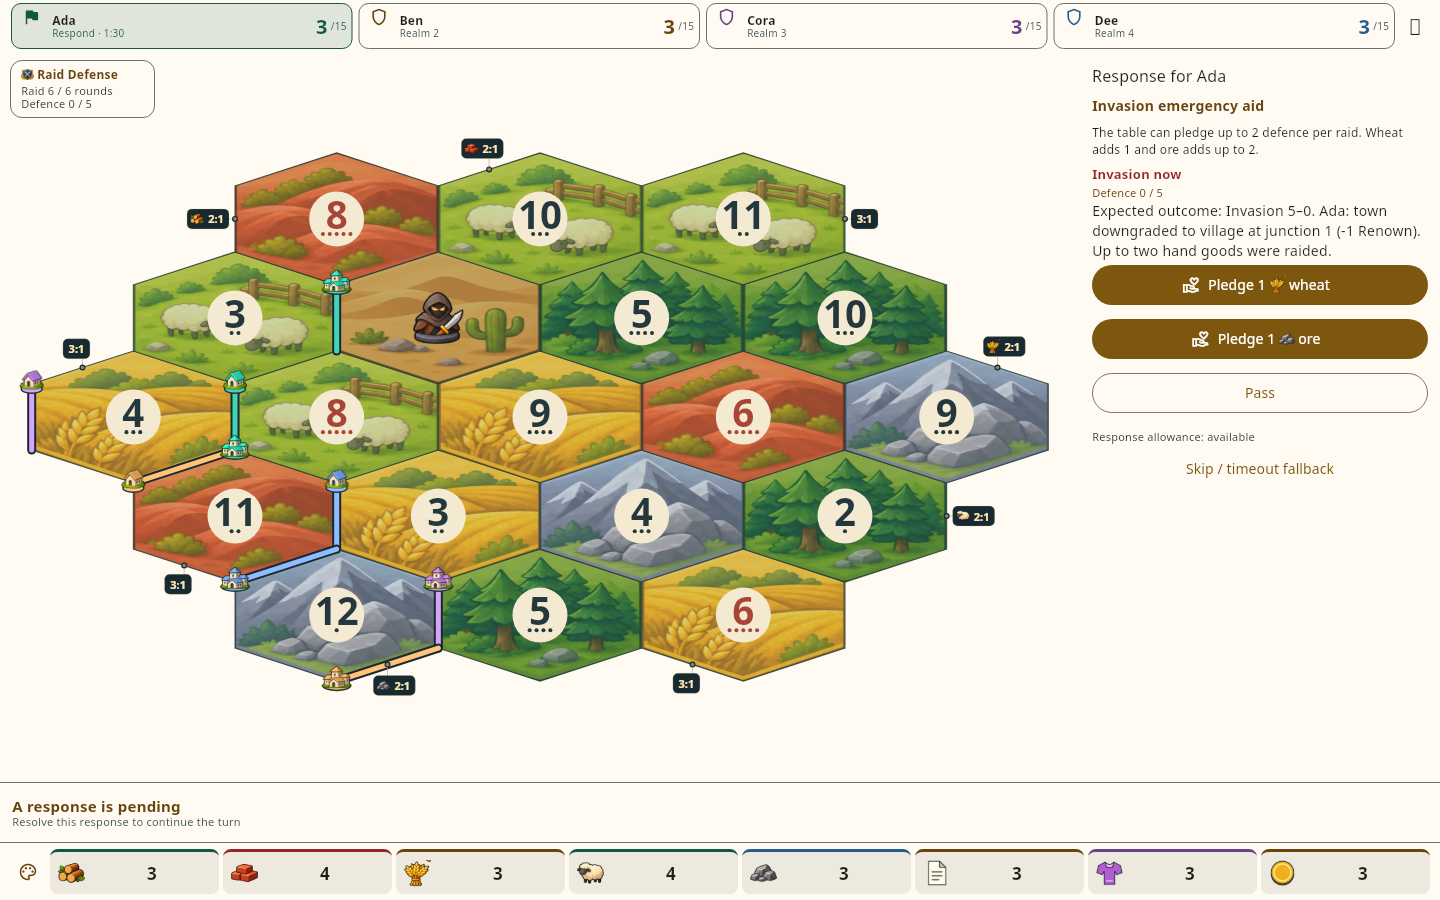 Ada
Respond · 1:30
3 /15
Ben
Realm 2
3 /15
Cora
Realm 3
3 /15
Dee
Realm 4
3 /15
Raid Defense
Raid 6 / 6 rounds
Defence 0 / 5
Response for Ada
Invasion emergency aid
The table can pledge up to 2 defence per raid. Wheat
adds 1 and ore adds up to 2.
Invasion now
Defence 0 / 5
Expected outcome: Invasion 5–0. Ada: town
downgraded to village at junction 1 (-1 Renown).
Up to two hand goods were raided.
Pledge 1 wheat
Pledge 1 ore
Pass
Response allowance: available
Skip / timeout fallback
2:1
2:1
8
10
11
3:1
3
5
10
3:1
2:1
4
8
9
6
9
11
3
4
2
2:1
3:1
12
5
6
2:1
3:1
A response is pending
Resolve this response to continue the turn
3
4
3
4
3
3
3
3